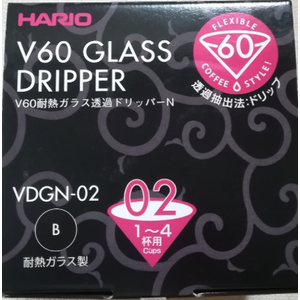 HARIO
V60 GLASS
DRIPPER
V60耐熱ガラス透過ドリッパーN
FLEXIBLE
60
COFFEE STYLE!
透過抽出法:ドリップ
VDGN-02
B
耐熱ガラス製
02
1〜4
杯用
Cups